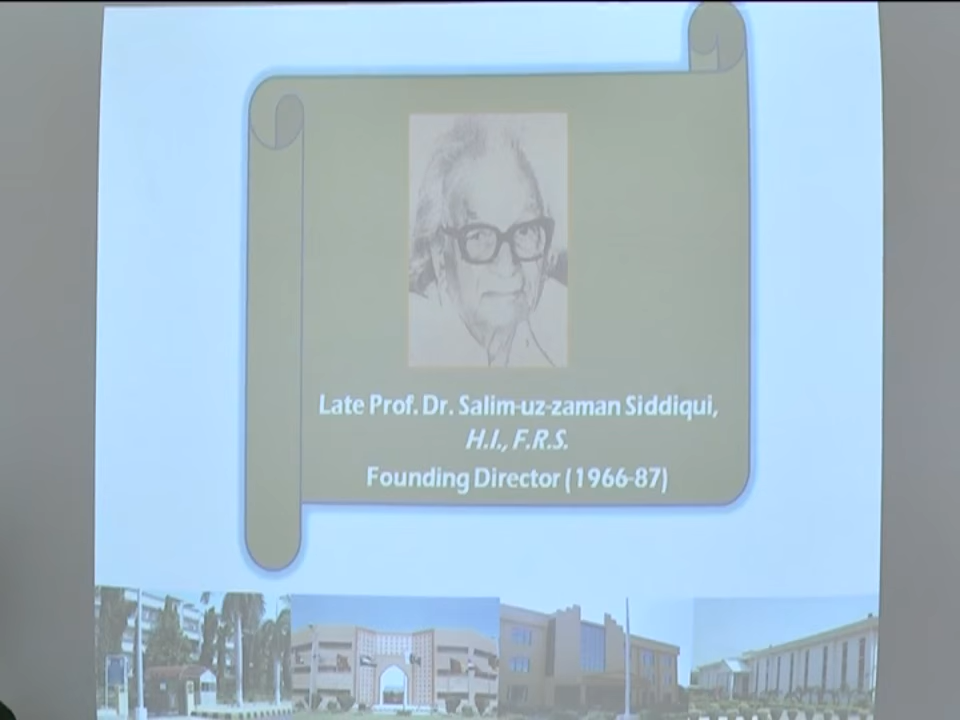 Late Prof. Dr. Salim-uz-zaman Siddiqui,
H.I., F.R.S.
Founding Director (1966-87)